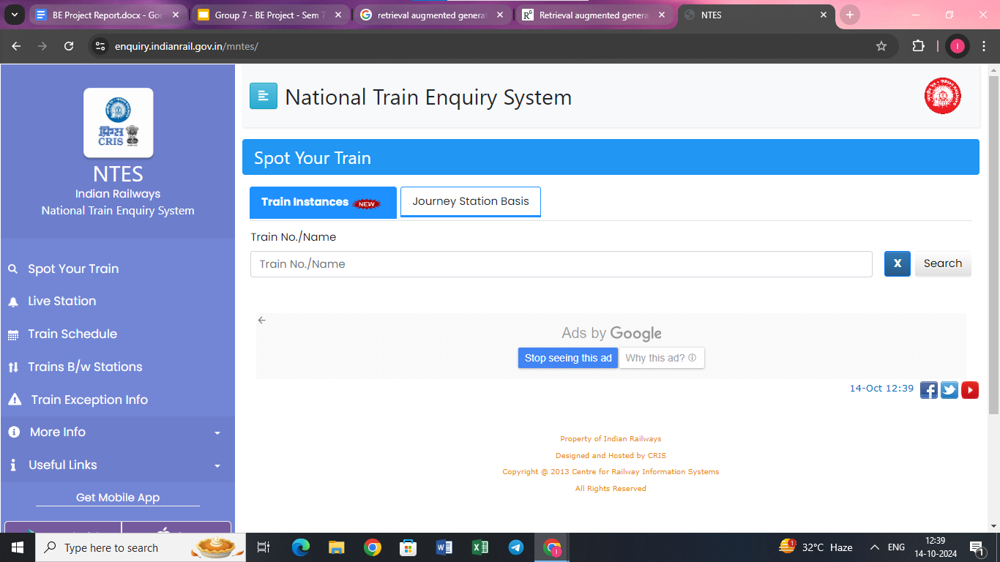 BE Project Report.docx - Goo
Group 7 - BE Project - Sem 7
retrieval augmented generat
Retrieval augmented genera
NTES
enquiry.indianrail.gov.in/mntes/
क्रिस
CRIS
NTES
Indian Railways
National Train Enquiry System
Spot Your Train
Live Station
Train Schedule
Trains B/w Stations
Train Exception Info
More Info
Useful Links
Get Mobile App
National Train Enquiry System
Spot Your Train
Train Instances NEW
Journey Station Basis
Train No./Name
Train No./Name
X
Search
Ads by Google
Stop seeing this ad
Why this ad?
14-Oct 12:39
Property of Indian Railways
Designed and Hosted by CRIS
Copyright @ 2013 Centre for Railway Information Systems
All Rights Reserved
Type here to search
32°C Haze
ENG
12:39
14-10-2024